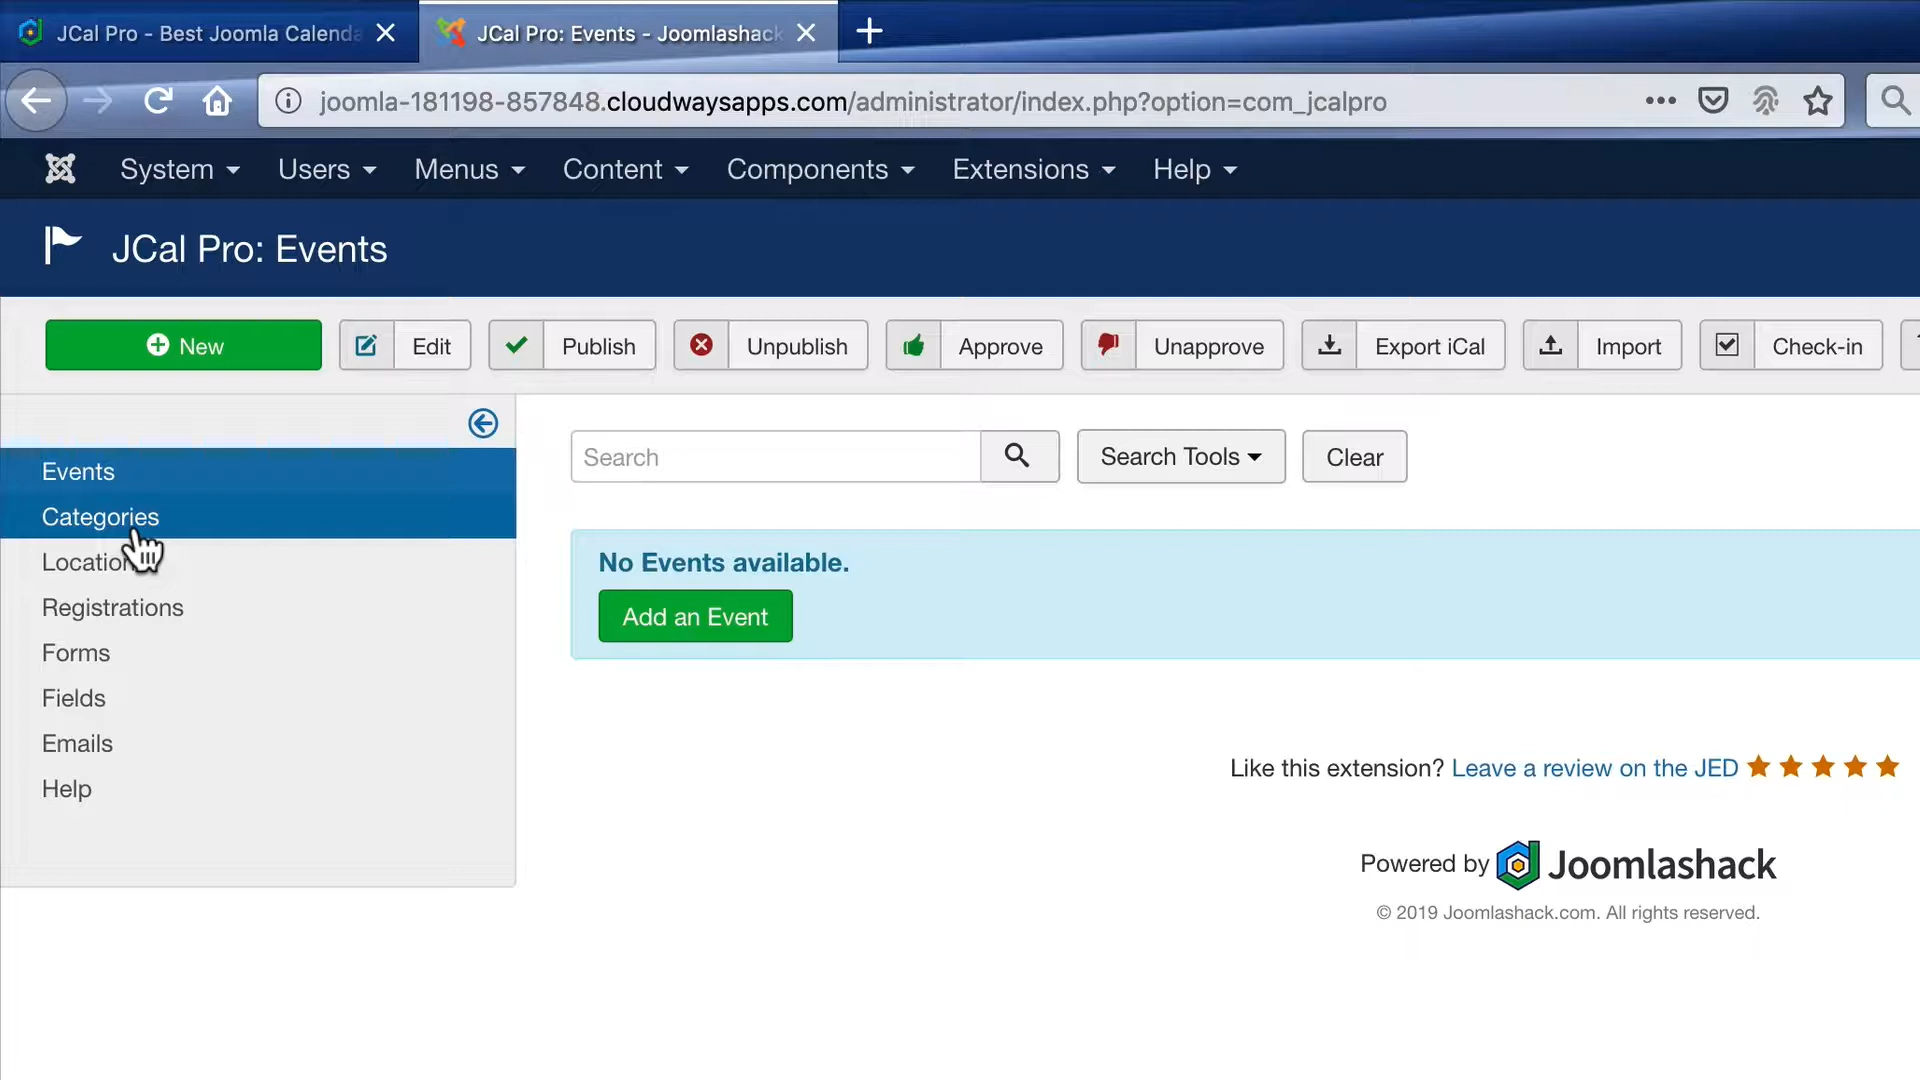 JCal Pro - Best Joomla Calenda
JCal Pro: Events - Joomlashack
joomla-181198-857848.cloudwaysapps.com/administrator/index.php?option=com_jcalpro
System Users Menus Content Components Extensions Help
JCal Pro: Events
New Edit Publish Unpublish Approve Unapprove Export iCal Import Check-in
Search Search Tools Clear
Events
Categories
Registrations
Forms
Fields
Emails
Help
No Events available.
Add an Event
Like this extension? Leave a review on the JED
Powered by Joomlashack
© 2019 Joomlashack.com. All rights reserved.